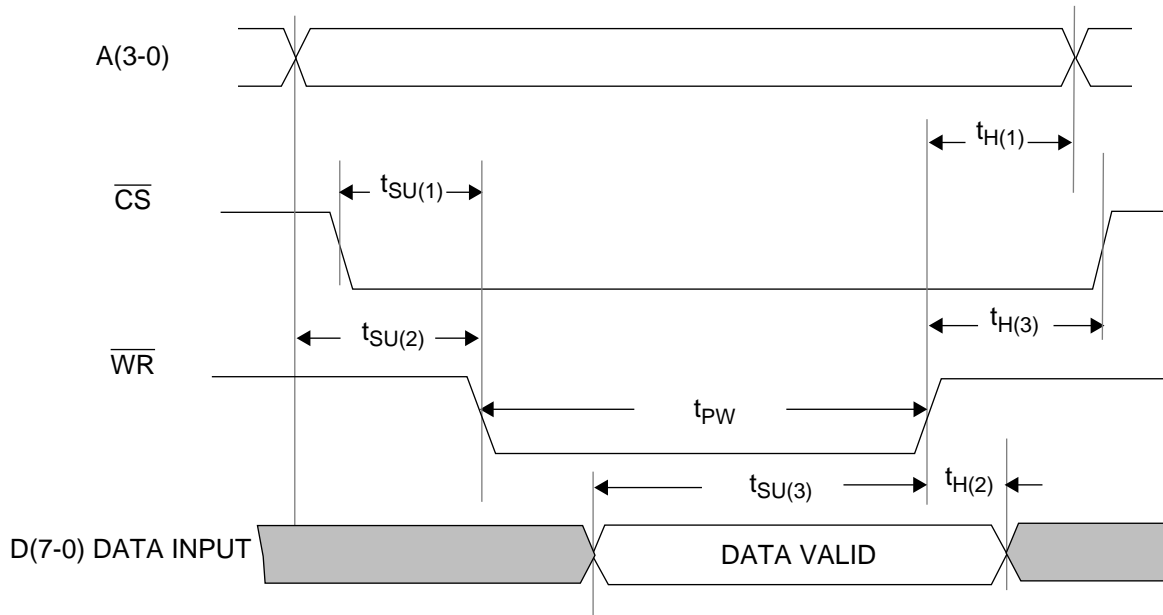 A(3-0)
tH(1)
tSU(1)
CS
tSU(2)
tH(3)
WR
tPW
tSU(3)
tH(2)
D(7-0) DATA INPUT
DATA VALID